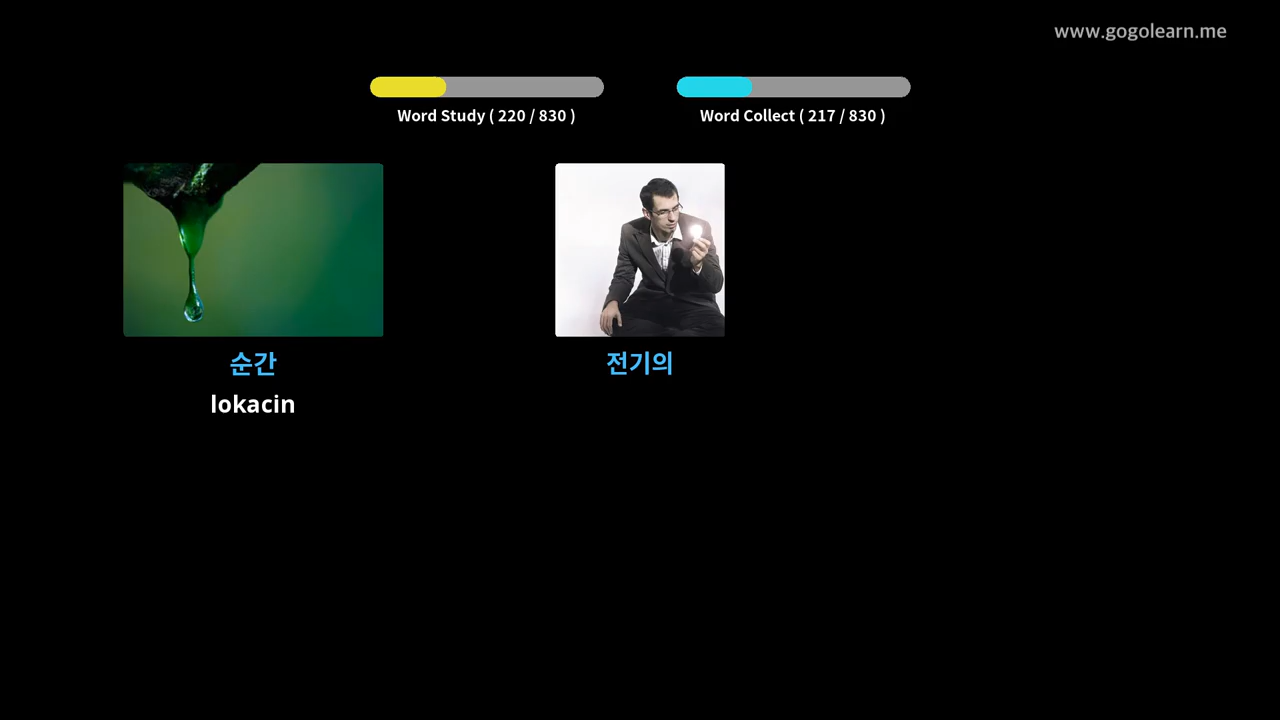 www.gogolearn.me
Word Study ( 220 / 830 )
Word Collect ( 217 / 830 )
순간
전기의
lokacin